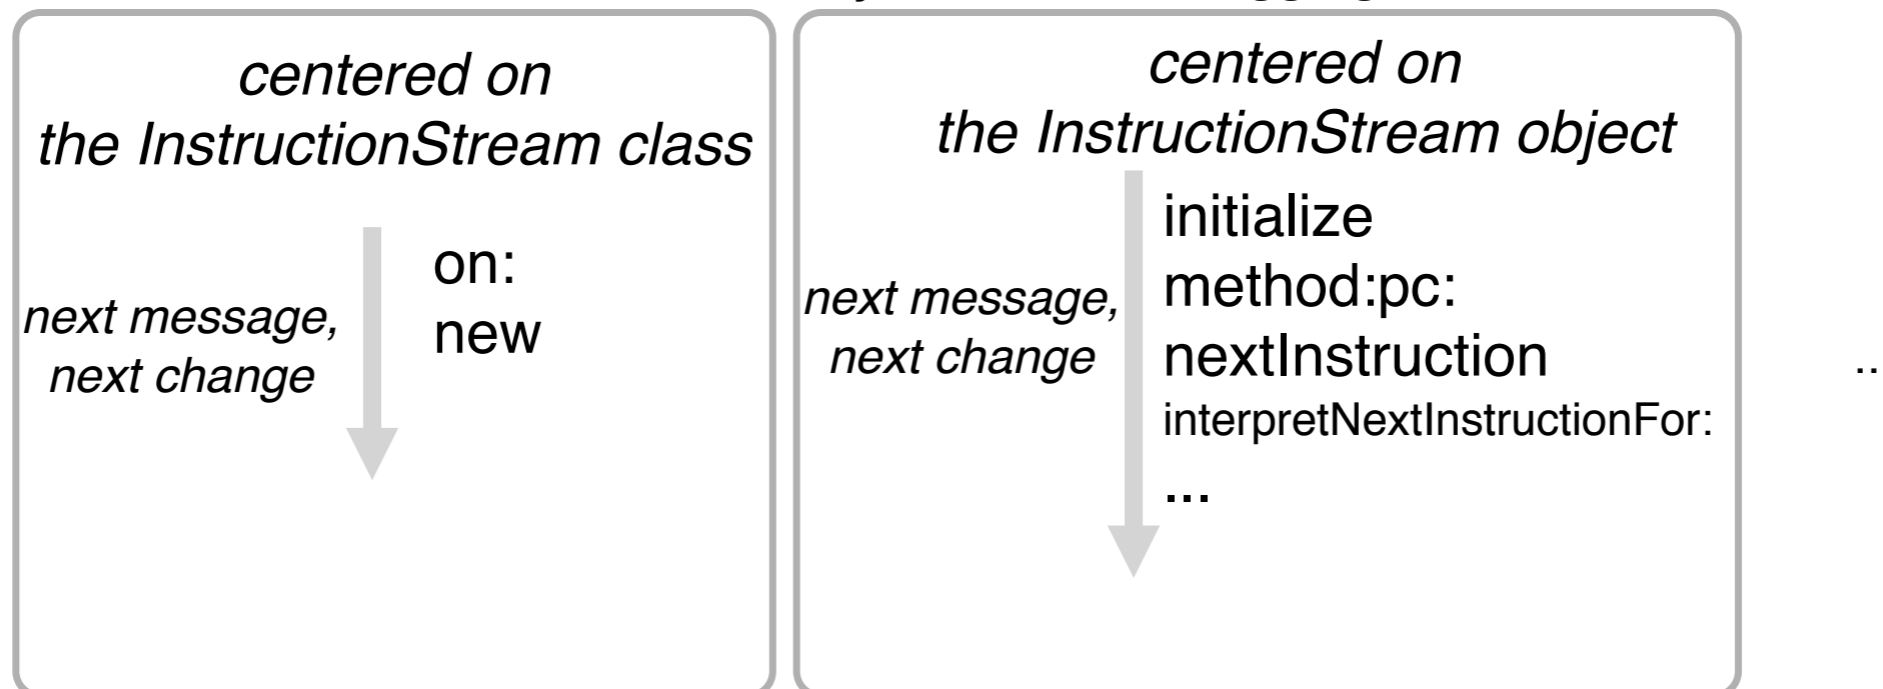 centered on
the InstructionStream class
next message,
next change
on:
new
centered on
the InstructionStream object
next message,
next change
initialize
method:pc:
nextInstruction
interpretNextInstructionFor:
...
..